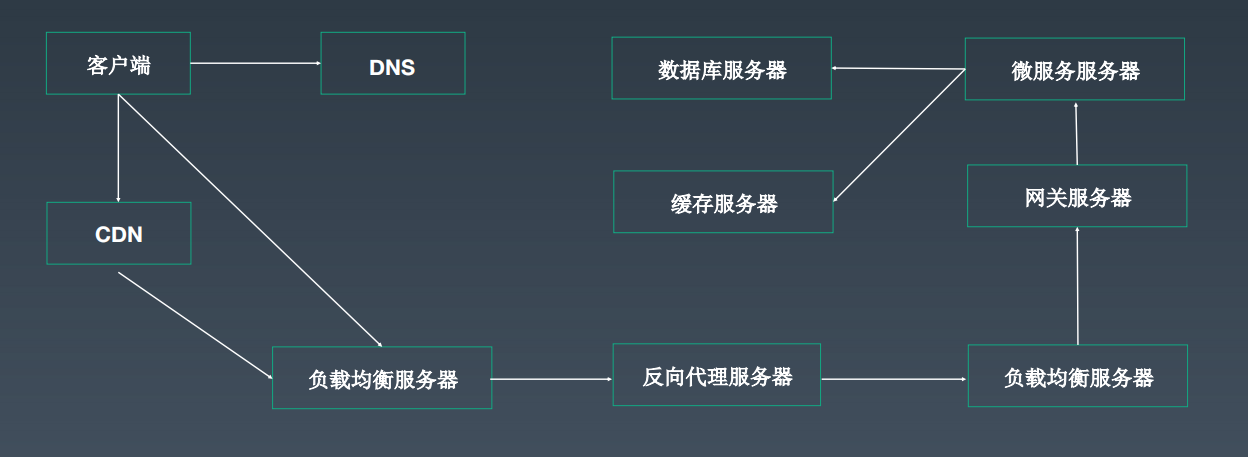 客户端
DNS
数据库服务器
微服务服务器
缓存服务器
网关服务器
CDN
负载均衡服务器
反向代理服务器
负载均衡服务器